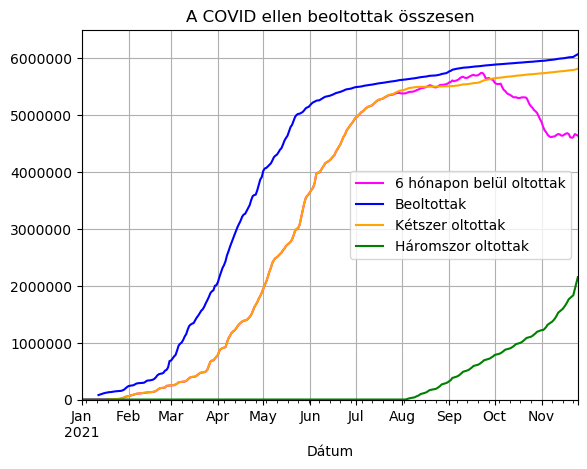 A COVID ellen beoltottak összesen
6000000
5000000
4000000
3000000
2000000
1000000
0
6 hónapon belül oltottak
Beoltottak
Kétszer oltottak
Háromszor oltottak
Jan Feb Mar Apr May Jun Jul Aug Sep Oct Nov
2021
Dátum